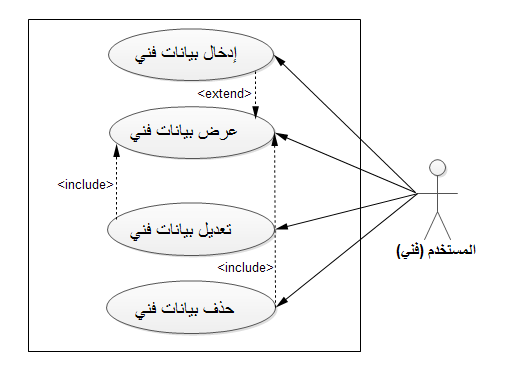 إدخال بيانات فني
<extend>
عرض بيانات فني
<include>
تعديل بيانات فني
المستخدم (فني)
<include>
حذف بيانات فني